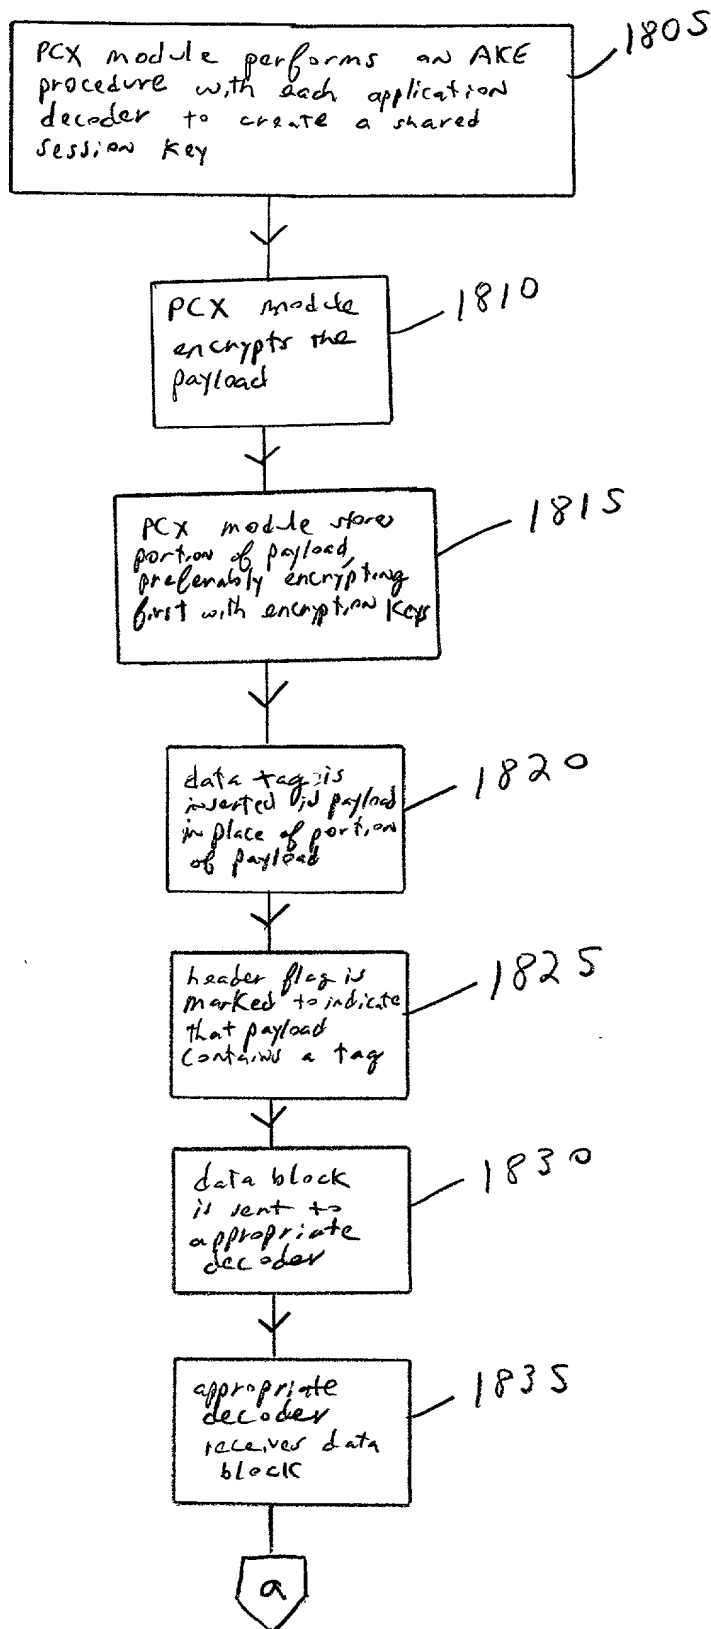 PCX module performs an AKE
procedure with each application
decoder to create a shared
session key
1805
PCX module
encrypts the
payload
1810
PCX module stores
portion of payload,
preferably encrypting
first with encryption keys
1815
data tag is
inserted in payload
in place of portion
of payload
1820
header flag is
marked to indicate
that payload
contains a tag
1825
data block
is sent to
appropriate
decoder
1830
appropriate
decoder
receives data
block
1835
a